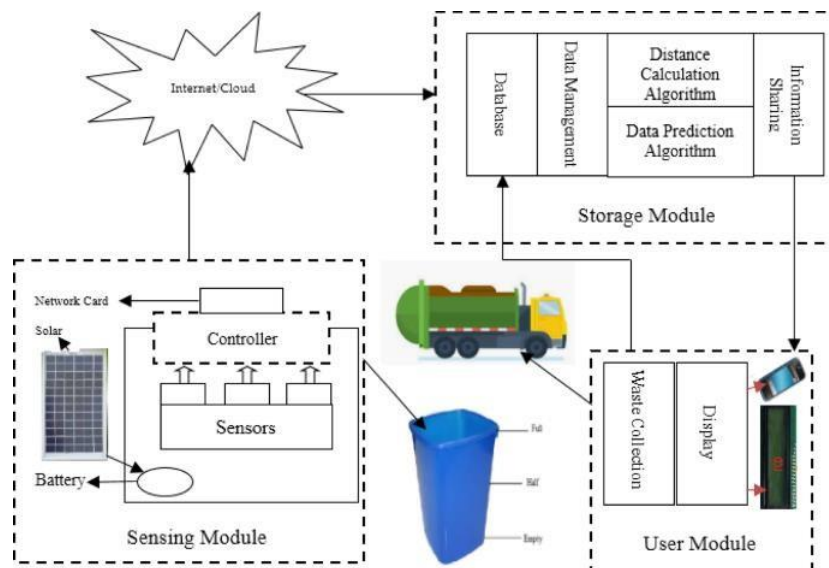 Internet/Cloud
Database
Data Management
Distance
Calculation
Algorithm
Data Prediction
Algorithm
Information
Sharing
Storage Module
Network Card
Solar
Controller
Sensors
Battery
Sensing Module
Full
Half
Empty
Waste Collection
Display
User Module